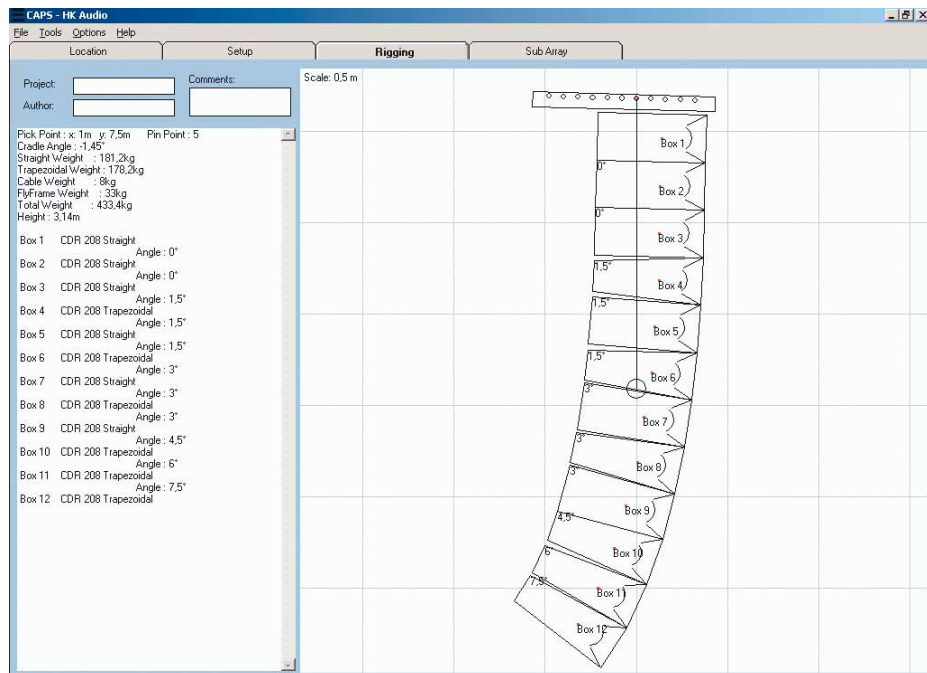 CAPS - HK Audio
File Tools Options Help
Location Setup Rigging Sub Array
Project:
Author:
Comments:
Pick Point : x: 1m y: 7,5m Pin Point : 5
Cradle Angle : -1,45°
Straight Weight : 181,2kg
Trapezoidal Weight : 178,2kg
Cable Weight : 8kg
FlyFrame Weight : 33kg
Total Weight : 433,4kg
Height : 3,14m
Box 1 CDR 208 Straight
Angle : 0°
Box 2 CDR 208 Straight
Angle : 0°
Box 3 CDR 208 Straight
Angle : 1,5°
Box 4 CDR 208 Trapezoidal
Angle : 1,5°
Box 5 CDR 208 Straight
Angle : 1,5°
Box 6 CDR 208 Trapezoidal
Angle : 3°
Box 7 CDR 208 Straight
Angle : 3°
Box 8 CDR 208 Trapezoidal
Angle : 3°
Box 9 CDR 208 Straight
Angle : 4,5°
Box 10 CDR 208 Trapezoidal
Angle : 6°
Box 11 CDR 208 Trapezoidal
Angle : 7,5°
Box 12 CDR 208 Trapezoidal
Scale: 0,5 m
Box 1
0°
Box 2
0°
Box 3
1,5°
Box 4
1,5°
Box 5
1,5°
Box 6
3°
Box 7
3°
Box 8
3°
Box 9
4,5°
Box 10
6°
Box 11
7,5°
Box 12